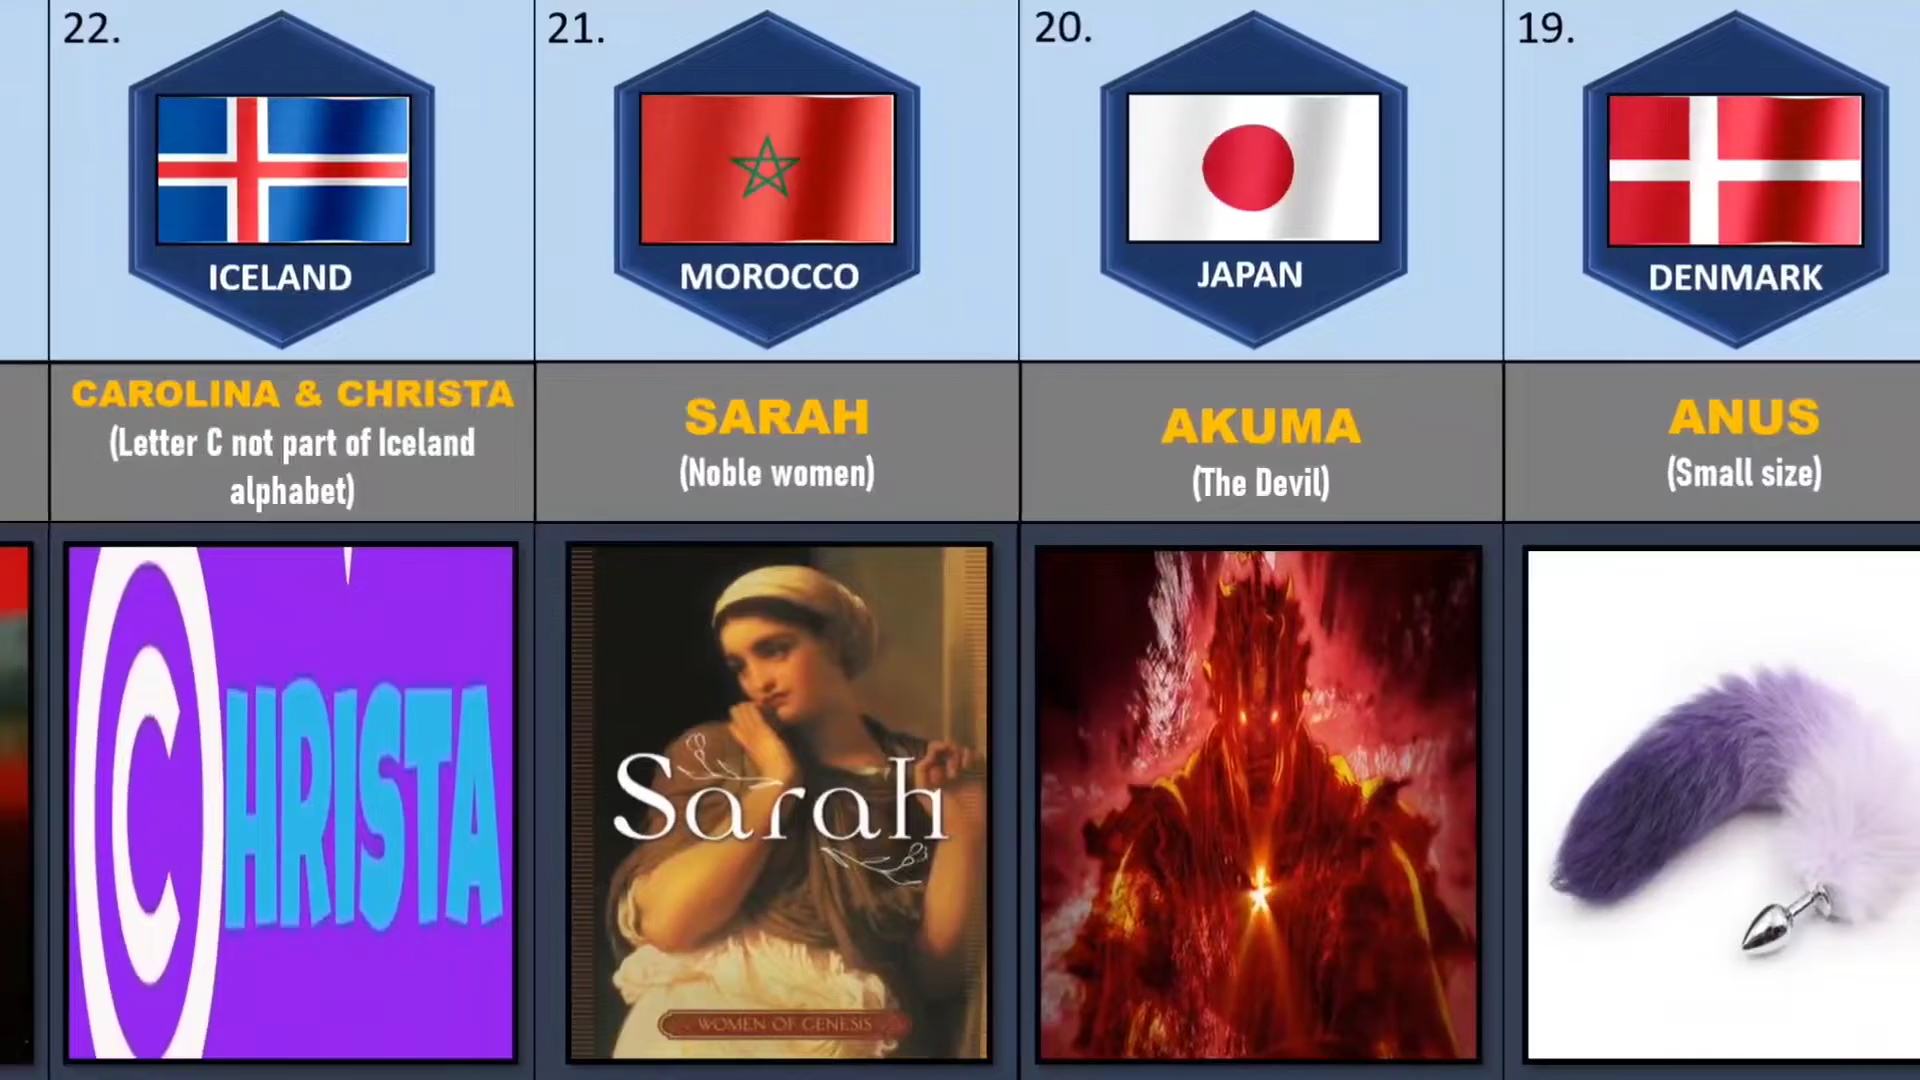 22.
ICELAND
CAROLINA & CHRISTA
(Letter C not part of Iceland
alphabet)
CHRISTA
21.
MOROCCO
SARAH
(Noble women)
Sarah
WOMEN OF GENESIS
20.
JAPAN
AKUMA
(The Devil)
19.
DENMARK
ANUS
(Small size)